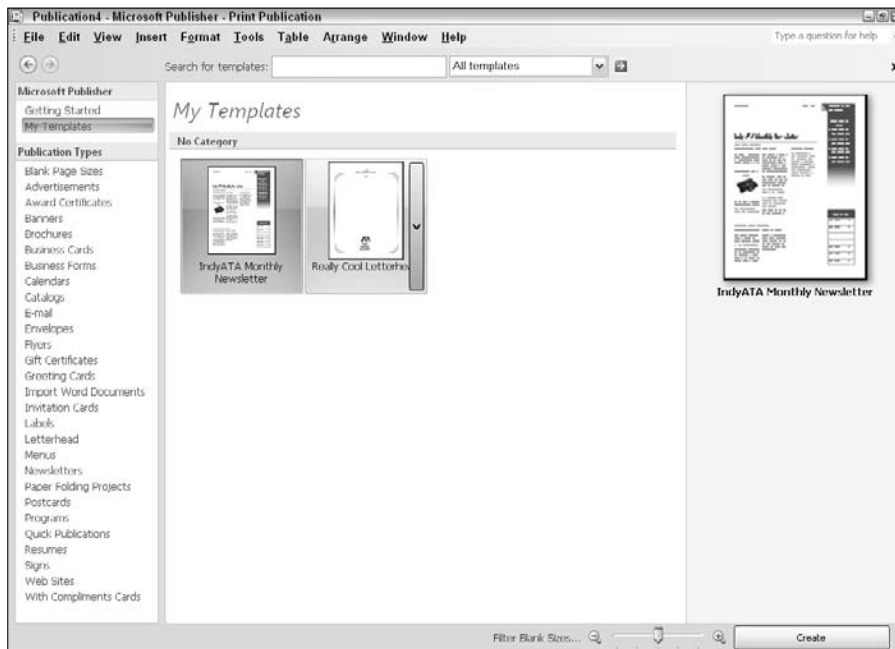 Publication4 - Microsoft Publisher - Print Publication
File Edit View Insert Format Tools Table Arrange Window Help
Type a question for help
Search for templates:
All templates
Microsoft Publisher
Getting Started
My Templates
Publication Types
Blank Page Sizes
Advertisements
Award Certificates
Banners
Brochures
Business Cards
Business Forms
Calendars
Catalogs
E-mail
Envelopes
Flyers
Gift Certificates
Greeting Cards
Import Word Documents
Invitation Cards
Labels
Letterhead
Menus
Newsletters
Paper Folding Projects
Postcards
Programs
Quick Publications
Resumes
Signs
Web Sites
With Compliments Cards
My Templates
No Category
IndyATA Monthly
Newsletter
Really Cool Letterhea
IndyATA Monthly Newsletter
Filter Blank Sizes...
Create